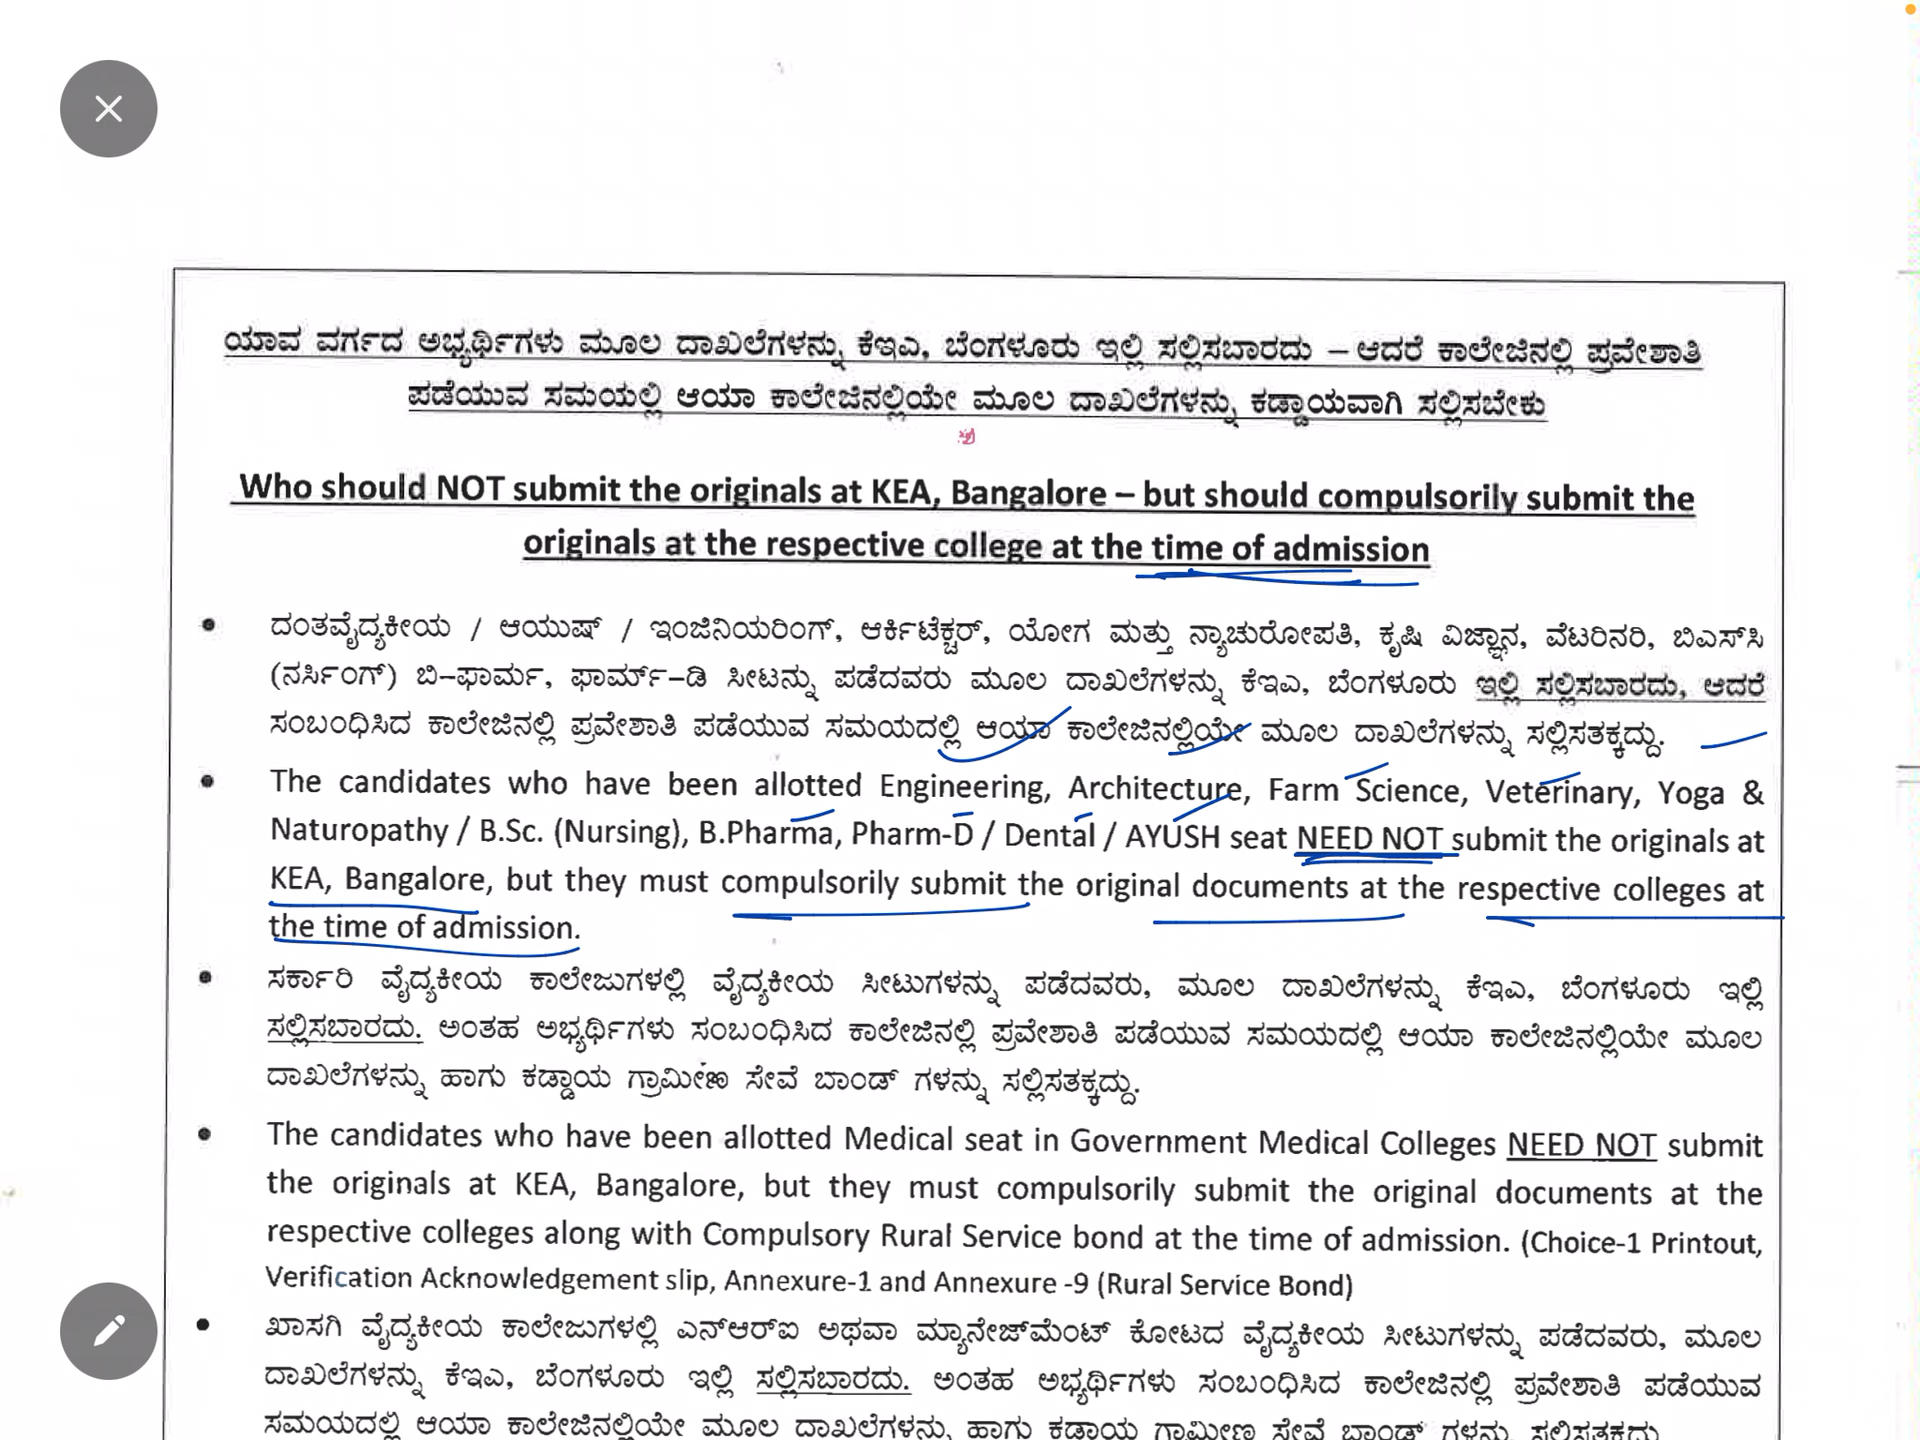 ಯಾವ ವರ್ಗದ ಅಭ್ಯರ್ಥಿಗಳು ಮೂಲ ದಾಖಲೆಗಳನ್ನು ಕೆಇಎ, ಬೆಂಗಳೂರು ಇಲ್ಲಿ ಸಲ್ಲಿಸಬಾರದು – ಆದರೆ ಕಾಲೇಜಿನಲ್ಲಿ ಪ್ರವೇಶಾತಿ
ಪಡೆಯುವ ಸಮಯಲ್ಲಿ ಆಯಾ ಕಾಲೇಜಿನಲ್ಲಿಯೇ ಮೂಲ ದಾಖಲೆಗಳನ್ನು ಕಡ್ಡಾಯವಾಗಿ ಸಲ್ಲಿಸಬೇಕು
Who should NOT submit the originals at KEA, Bangalore – but should compulsorily submit the
originals at the respective college at the time of admission
• ದಂತವೈದ್ಯಕೀಯ / ಆಯುಷ್ / ಇಂಜಿನಿಯರಿಂಗ್, ಆರ್ಕಿಟೆಕ್ಚರ್, ಯೋಗ ಮತ್ತು ನ್ಯಾಚುರೋಪತಿ, ಕೃಷಿ ವಿಜ್ಞಾನ, ವೆಟರಿನರಿ, ಬಿಎಸ್‌ಸಿ
(ನರ್ಸಿಂಗ್) ಬಿ–ಫಾರ್ಮ, ಫಾರ್ಮ್–ಡಿ ಸೀಟನ್ನು ಪಡೆದವರು ಮೂಲ ದಾಖಲೆಗಳನ್ನು ಕೆಇಎ, ಬೆಂಗಳೂರು ಇಲ್ಲಿ ಸಲ್ಲಿಸಬಾರದು, ಆದರೆ
ಸಂಬಂಧಿಸಿದ ಕಾಲೇಜಿನಲ್ಲಿ ಪ್ರವೇಶಾತಿ ಪಡೆಯುವ ಸಮಯದಲ್ಲಿ ಆಯಾ ಕಾಲೇಜಿನಲ್ಲಿಯೇ ಮೂಲ ದಾಖಲೆಗಳನ್ನು ಸಲ್ಲಿಸತಕ್ಕದ್ದು.
• The candidates who have been allotted Engineering, Architecture, Farm Science, Veterinary, Yoga &
Naturopathy / B.Sc. (Nursing), B.Pharma, Pharm-D / Dental / AYUSH seat NEED NOT submit the originals at
KEA, Bangalore, but they must compulsorily submit the original documents at the respective colleges at
the time of admission.
• ಸರ್ಕಾರಿ ವೈದ್ಯಕೀಯ ಕಾಲೇಜುಗಳಲ್ಲಿ ವೈದ್ಯಕೀಯ ಸೀಟುಗಳನ್ನು ಪಡೆದವರು, ಮೂಲ ದಾಖಲೆಗಳನ್ನು ಕೆಇಎ, ಬೆಂಗಳೂರು ಇಲ್ಲಿ
ಸಲ್ಲಿಸಬಾರದು. ಅಂತಹ ಅಭ್ಯರ್ಥಿಗಳು ಸಂಬಂಧಿಸಿದ ಕಾಲೇಜಿನಲ್ಲಿ ಪ್ರವೇಶಾತಿ ಪಡೆಯುವ ಸಮಯದಲ್ಲಿ ಆಯಾ ಕಾಲೇಜಿನಲ್ಲಿಯೇ ಮೂಲ
ದಾಖಲೆಗಳನ್ನು ಹಾಗು ಕಡ್ಡಾಯ ಗ್ರಾಮೀಣ ಸೇವೆ ಬಾಂಡ್ ಗಳನ್ನು ಸಲ್ಲಿಸತಕ್ಕದ್ದು.
• The candidates who have been allotted Medical seat in Government Medical Colleges NEED NOT submit
the originals at KEA, Bangalore, but they must compulsorily submit the original documents at the
respective colleges along with Compulsory Rural Service bond at the time of admission. (Choice-1 Printout,
Verification Acknowledgement slip, Annexure-1 and Annexure -9 (Rural Service Bond)
• ಖಾಸಗಿ ವೈದ್ಯಕೀಯ ಕಾಲೇಜುಗಳಲ್ಲಿ ಎನ್‌ಆರ್‌ಐ ಅಥವಾ ಮ್ಯಾನೇಜ್‌ಮೆಂಟ್ ಕೋಟದ ವೈದ್ಯಕೀಯ ಸೀಟುಗಳನ್ನು ಪಡೆದವರು, ಮೂಲ
ದಾಖಲೆಗಳನ್ನು ಕೆಇಎ, ಬೆಂಗಳೂರು ಇಲ್ಲಿ ಸಲ್ಲಿಸಬಾರದು. ಅಂತಹ ಅಭ್ಯರ್ಥಿಗಳು ಸಂಬಂಧಿಸಿದ ಕಾಲೇಜಿನಲ್ಲಿ ಪ್ರವೇಶಾತಿ ಪಡೆಯುವ
ಸಮಯದಲ್ಲಿ ಆಯಾ ಕಾಲೇಜಿನಲ್ಲಿಯೇ ಮೂಲ ದಾಖಲೆಗಳನ್ನು ಹಾಗು ಕಡ್ಡಾಯ ಗ್ರಾಮೀಣ ಸೇವೆ ಬಾಂಡ್ ಗಳನ್ನು ಸಲ್ಲಿಸತಕ್ಕದ್ದು